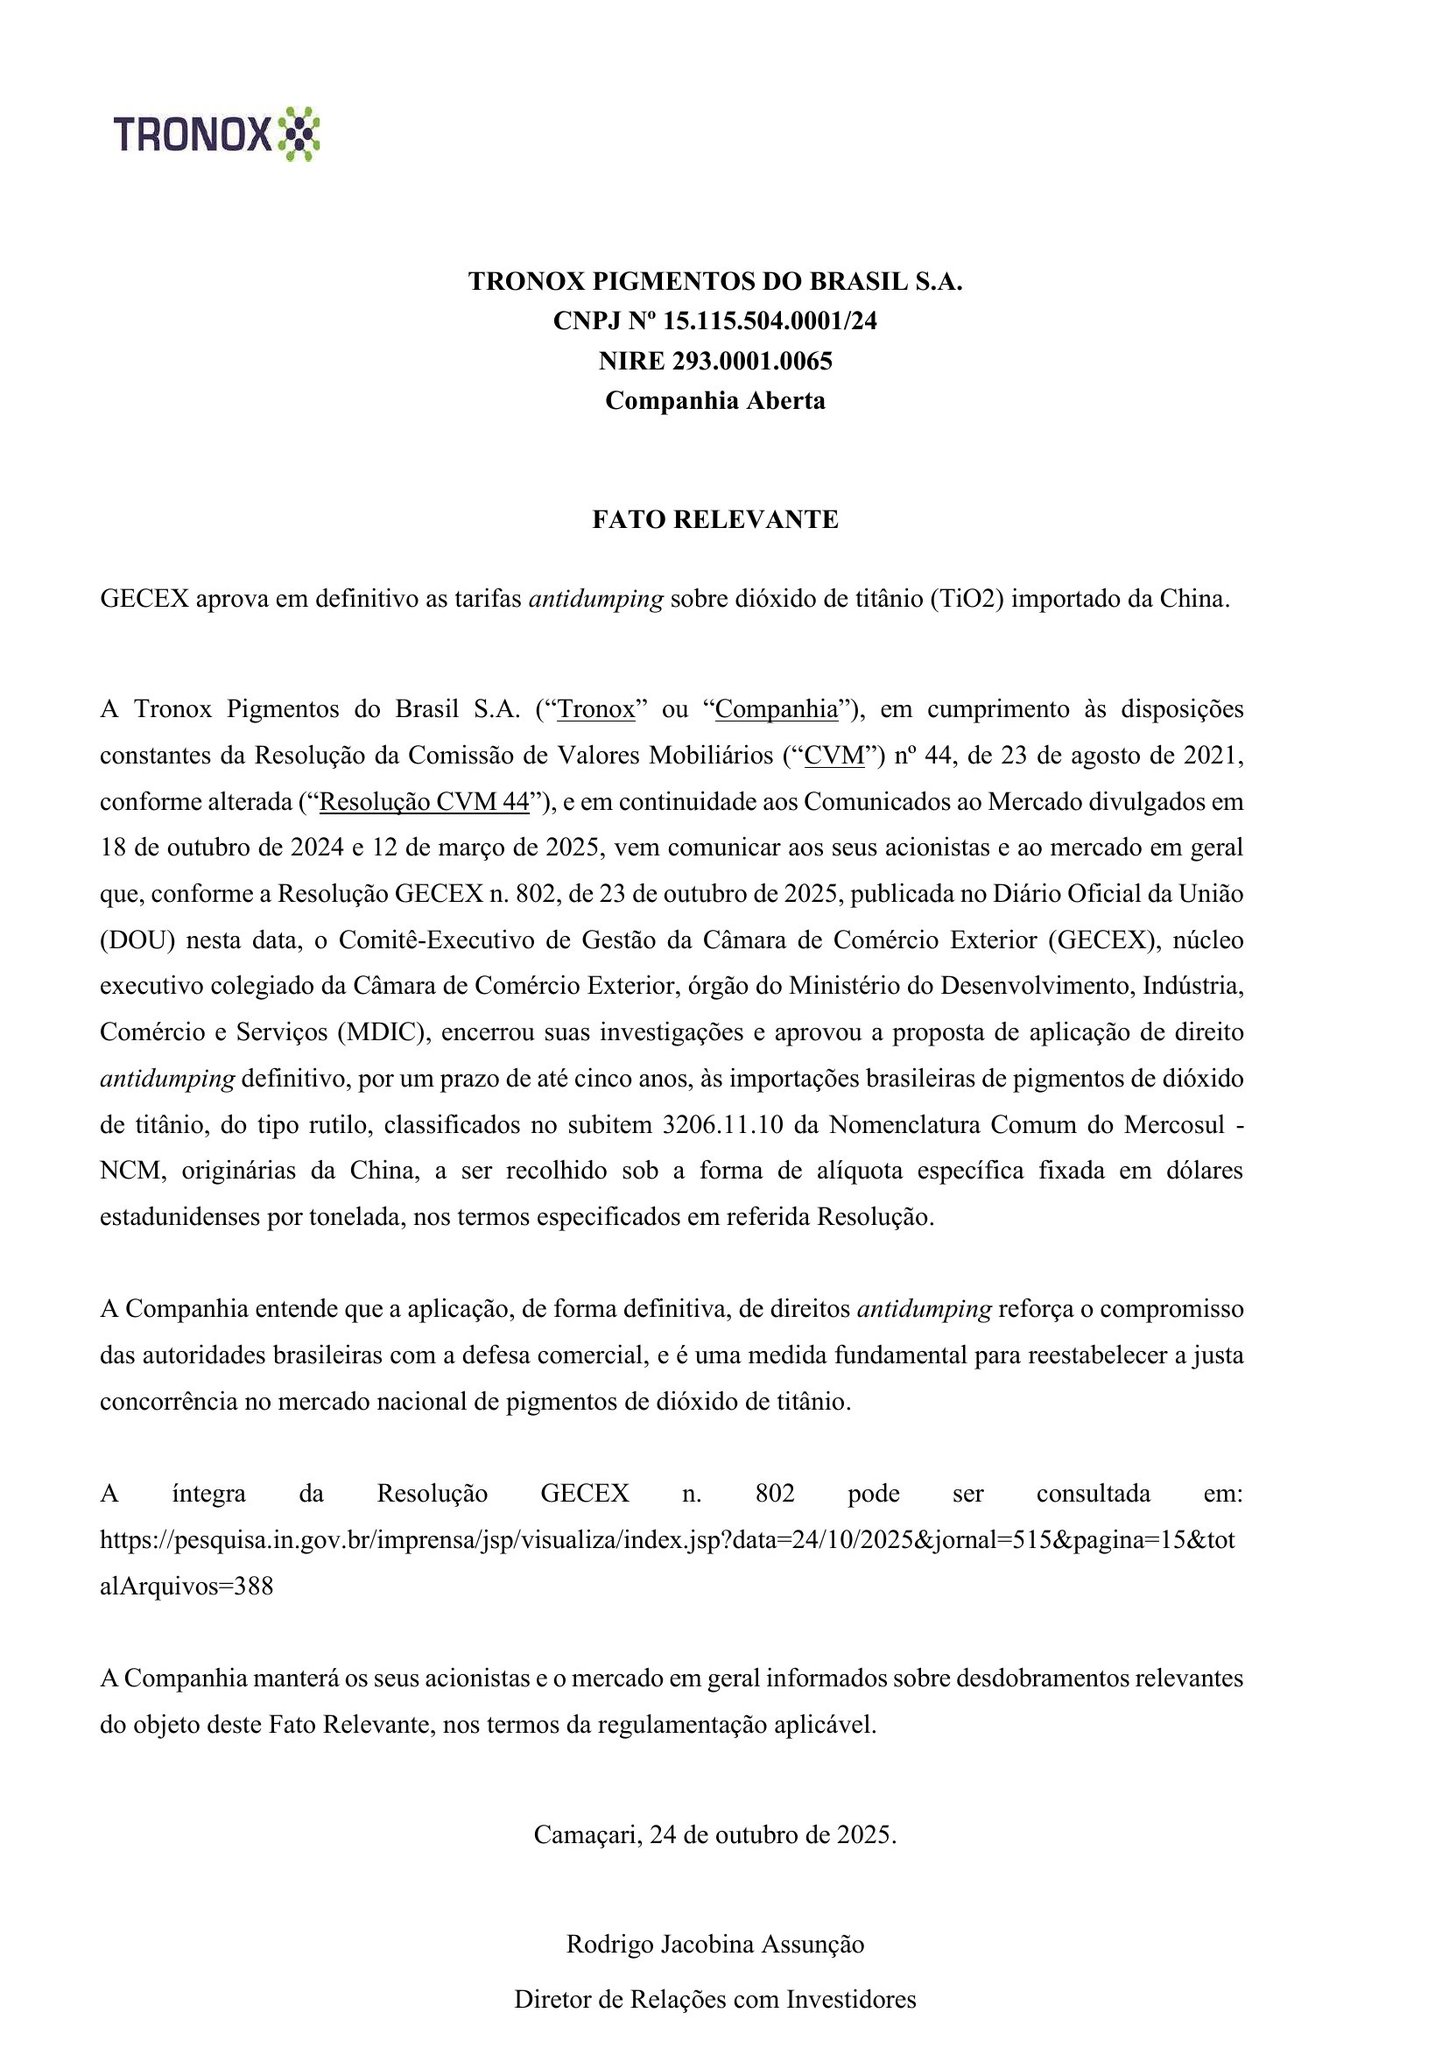 TRONOX
TRONOX PIGMENTOS DO BRASIL S.A.
CNPJ Nº 15.115.504.0001/24
NIRE 293.0001.0065
Companhia Aberta
FATO RELEVANTE
GECEX aprova em definitivo as tarifas antidumping sobre dióxido de titânio (TiO2) importado da China.
A Tronox Pigmentos do Brasil S.A. (“Tronox” ou “Companhia”), em cumprimento às disposições
constantes da Resolução da Comissão de Valores Mobiliários (“CVM”) nº 44, de 23 de agosto de 2021,
conforme alterada (“Resolução CVM 44”), e em continuidade aos Comunicados ao Mercado divulgados em
18 de outubro de 2024 e 12 de março de 2025, vem comunicar aos seus acionistas e ao mercado em geral
que, conforme a Resolução GECEX n. 802, de 23 de outubro de 2025, publicada no Diário Oficial da União
(DOU) nesta data, o Comitê-Executivo de Gestão da Câmara de Comércio Exterior (GECEX), núcleo
executivo colegiado da Câmara de Comércio Exterior, órgão do Ministério do Desenvolvimento, Indústria,
Comércio e Serviços (MDIC), encerrou suas investigações e aprovou a proposta de aplicação de direito
antidumping definitivo, por um prazo de até cinco anos, às importações brasileiras de pigmentos de dióxido
de titânio, do tipo rutilo, classificados no subitem 3206.11.10 da Nomenclatura Comum do Mercosul -
NCM, originárias da China, a ser recolhido sob a forma de alíquota específica fixada em dólares
estadunidenses por tonelada, nos termos especificados em referida Resolução.
A Companhia entende que a aplicação, de forma definitiva, de direitos antidumping reforça o compromisso
das autoridades brasileiras com a defesa comercial, e é uma medida fundamental para reestabelecer a justa
concorrência no mercado nacional de pigmentos de dióxido de titânio.
A íntegra da Resolução GECEX n. 802 pode ser consultada em:
https://pesquisa.in.gov.br/imprensa/jsp/visualiza/index.jsp?data=24/10/2025&jornal=515&pagina=15&tot
alArquivos=388
A Companhia manterá os seus acionistas e o mercado em geral informados sobre desdobramentos relevantes
do objeto deste Fato Relevante, nos termos da regulamentação aplicável.
Camaçari, 24 de outubro de 2025.
Rodrigo Jacobina Assunção
Diretor de Relações com Investidores